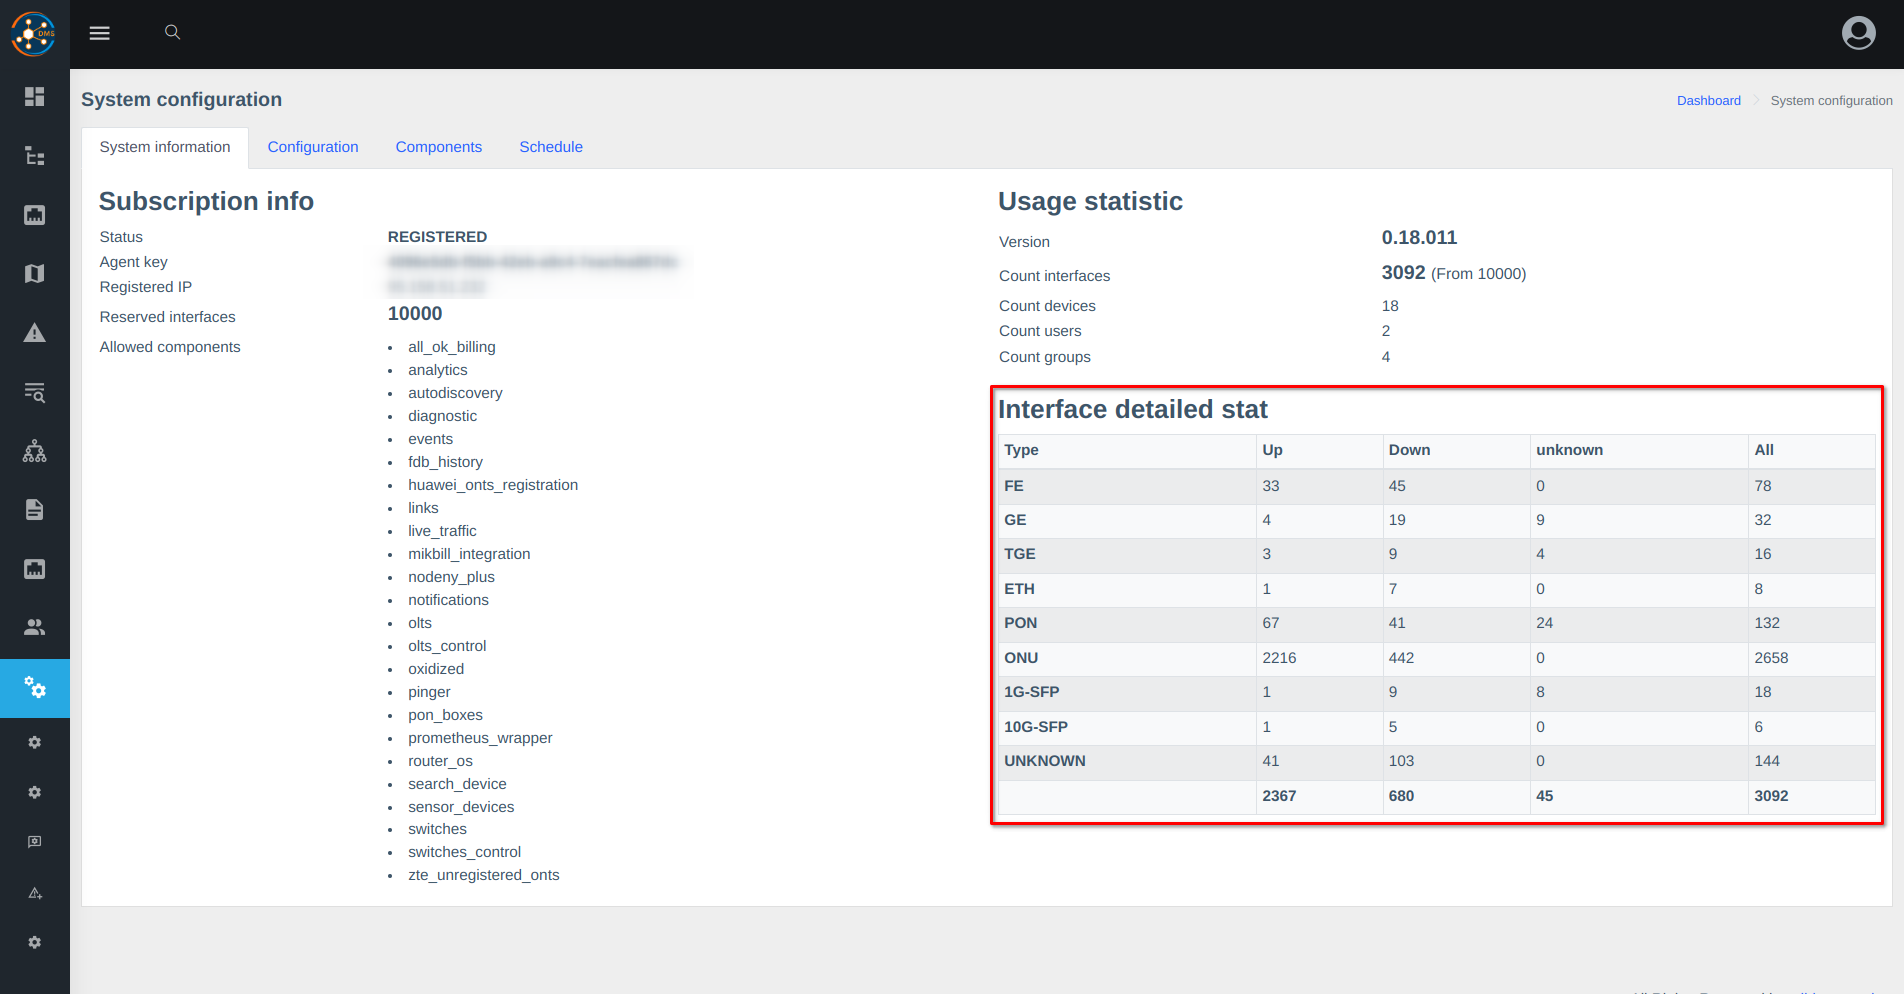 DMS
System configuration
Dashboard
System configuration
System information
Configuration
Components
Schedule
Subscription info
Status REGISTERED
Agent key
Registered IP
Reserved interfaces 10000
Allowed components
all_ok_billing
analytics
autodiscovery
diagnostic
events
fdb_history
huawei_onts_registration
links
live_traffic
mikbill_integration
nodeny_plus
notifications
olts
olts_control
oxidized
pinger
pon_boxes
prometheus_wrapper
router_os
search_device
sensor_devices
switches
switches_control
zte_unregistered_onts
Usage statistic
Version 0.18.011
Count interfaces 3092 (From 10000)
Count devices 18
Count users 2
Count groups 4
Interface detailed stat
Type Up Down unknown All
FE 33 45 0 78
GE 4 19 9 32
TGE 3 9 4 16
ETH 1 7 0 8
PON 67 41 24 132
ONU 2216 442 0 2658
1G-SFP 1 9 8 18
10G-SFP 1 5 0 6
UNKNOWN 41 103 0 144
2367 680 45 3092